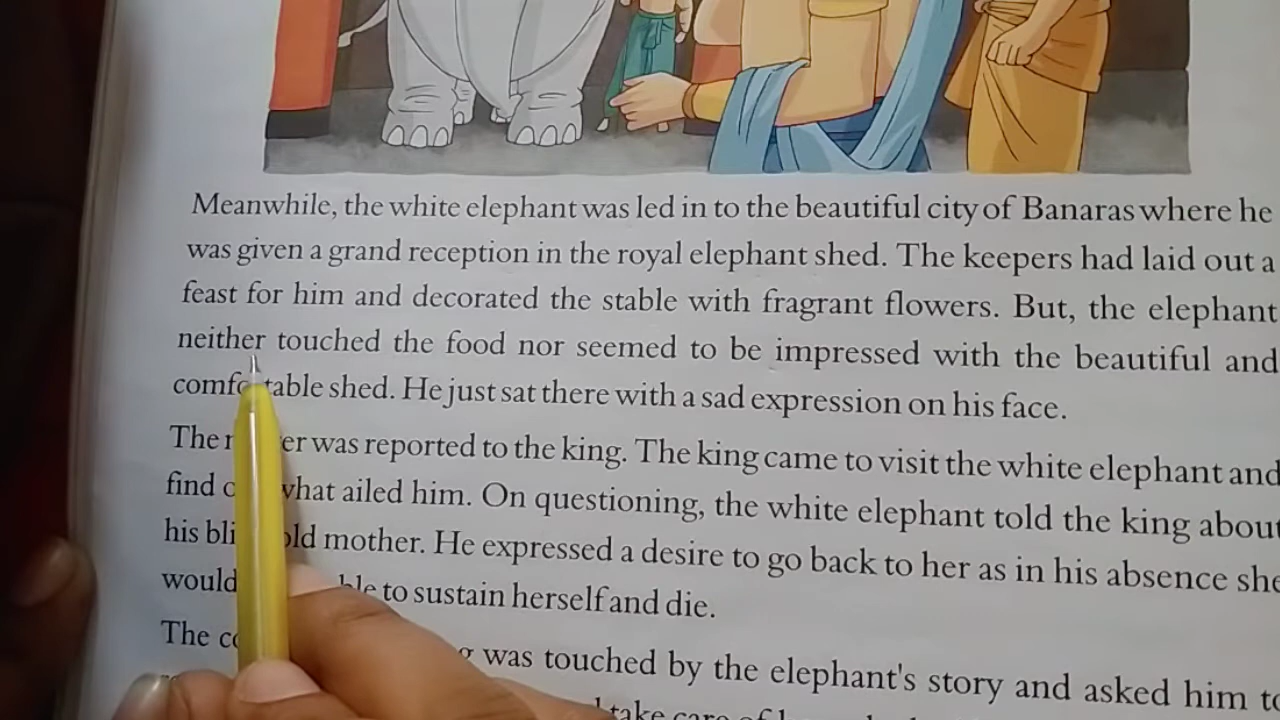 Meanwhile, the white elephant was led in to the beautiful city of Banaras where he
was given a grand reception in the royal elephant shed. The keepers had laid out a
feast for him and decorated the stable with fragrant flowers. But, the elephant
neither touched the food nor seemed to be impressed with the beautiful and
comfortable shed. He just sat there with a sad expression on his face.
The was reported to the king. The king came to visit the white elephant and
find what ailed him. On questioning, the white elephant told the king about
his old mother. He expressed a desire to go back to her as in his absence she
would to sustain herself and die.
The was touched by the elephant's story and asked him to
take care of